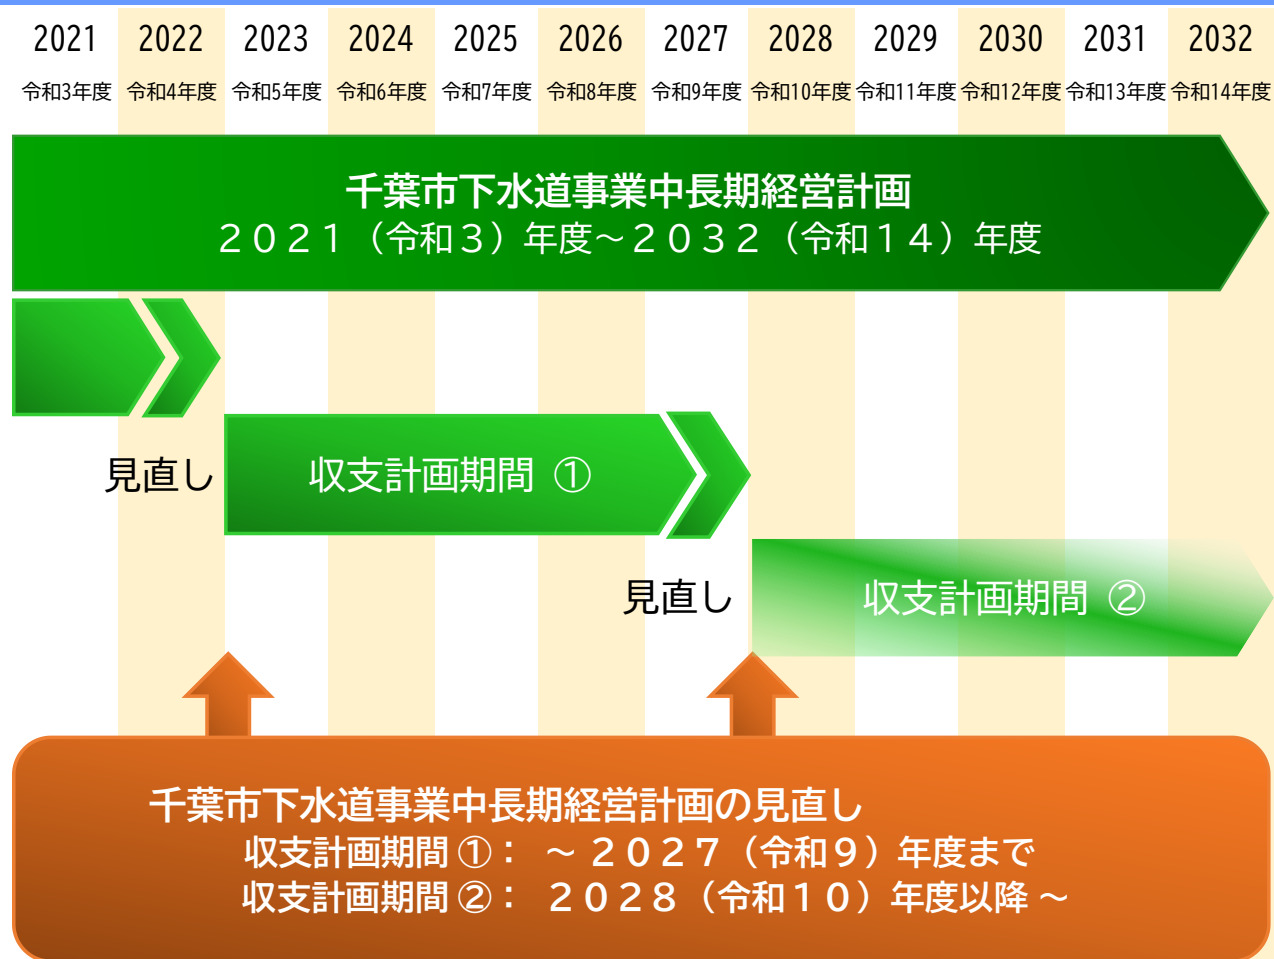 2021 2022 2023 2024 2025 2026 2027 2028 2029 2030 2031 2032
令和3年度 令和4年度 令和5年度 令和6年度 令和7年度 令和8年度 令和9年度 令和10年度 令和11年度 令和12年度 令和13年度 令和14年度
千葉市下水道事業中長期経営計画
２０２１（令和３）年度～２０３２（令和１４）年度
見直し 収支計画期間 ①
見直し 収支計画期間 ②
千葉市下水道事業中長期経営計画の見直し
収支計画期間 ①： ～ ２０２７（令和９）年度まで
収支計画期間 ②： ２０２８（令和１０）年度以降 ～